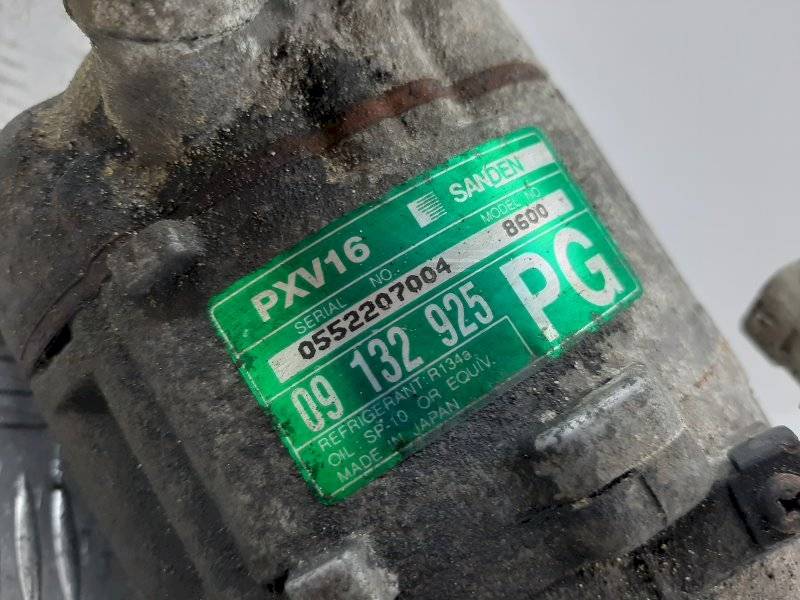 PXV16 SANDEN
SERIAL NO. MODEL NO.
0552207004 8600
09 132 925 PG
REFRIGERANT:R134a
OIL SP-10 OR EQUIV.
MADE IN JAPAN